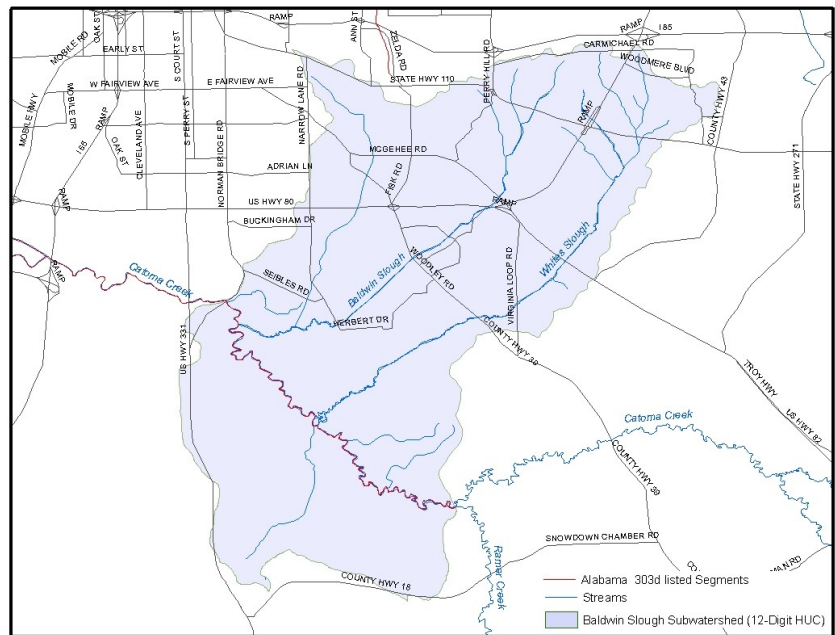 RAMP
ANN ST
OAK ST
MOBILE RD
EARLY ST
S COURT ST
ZELDA RD
RAMP
I 85
CARMICHAEL RD
WOODMERE BLVD
PERRY HILL RD
STATE HWY 110
W FAIRVIEW AVE
E FAIRVIEW AVE
MOBILE HWY
MOBILE DR
RAMP
I 65
OAK ST
CLEVELAND AVE
S PERRY ST
NORMAN BRIDGE RD
NARROW LANE RD
RAMP
COUNTY HWY 43
STATE HWY 271
MCGEHEE RD
ADRIAN LN
FISK RD
US HWY 80
RAMP
RAMP
BUCKINGHAM DR
WOODLEY RD
Whites Slough
Baldwin Slough
VIRGINIA LOOP RD
RAMP
Catoma Creek
SEIBLES RD
HERBERT DR
US HWY 331
COUNTY HWY 39
TROY HWY
US HWY 82
Catoma Creek
COUNTY HWY 39
SNOWDOWN CHAMBER RD
Ramer Creek
COUNTY HWY 18
Alabama 303d listed Segments
Streams
Baldwin Slough Subwatershed (12-Digit HUC)